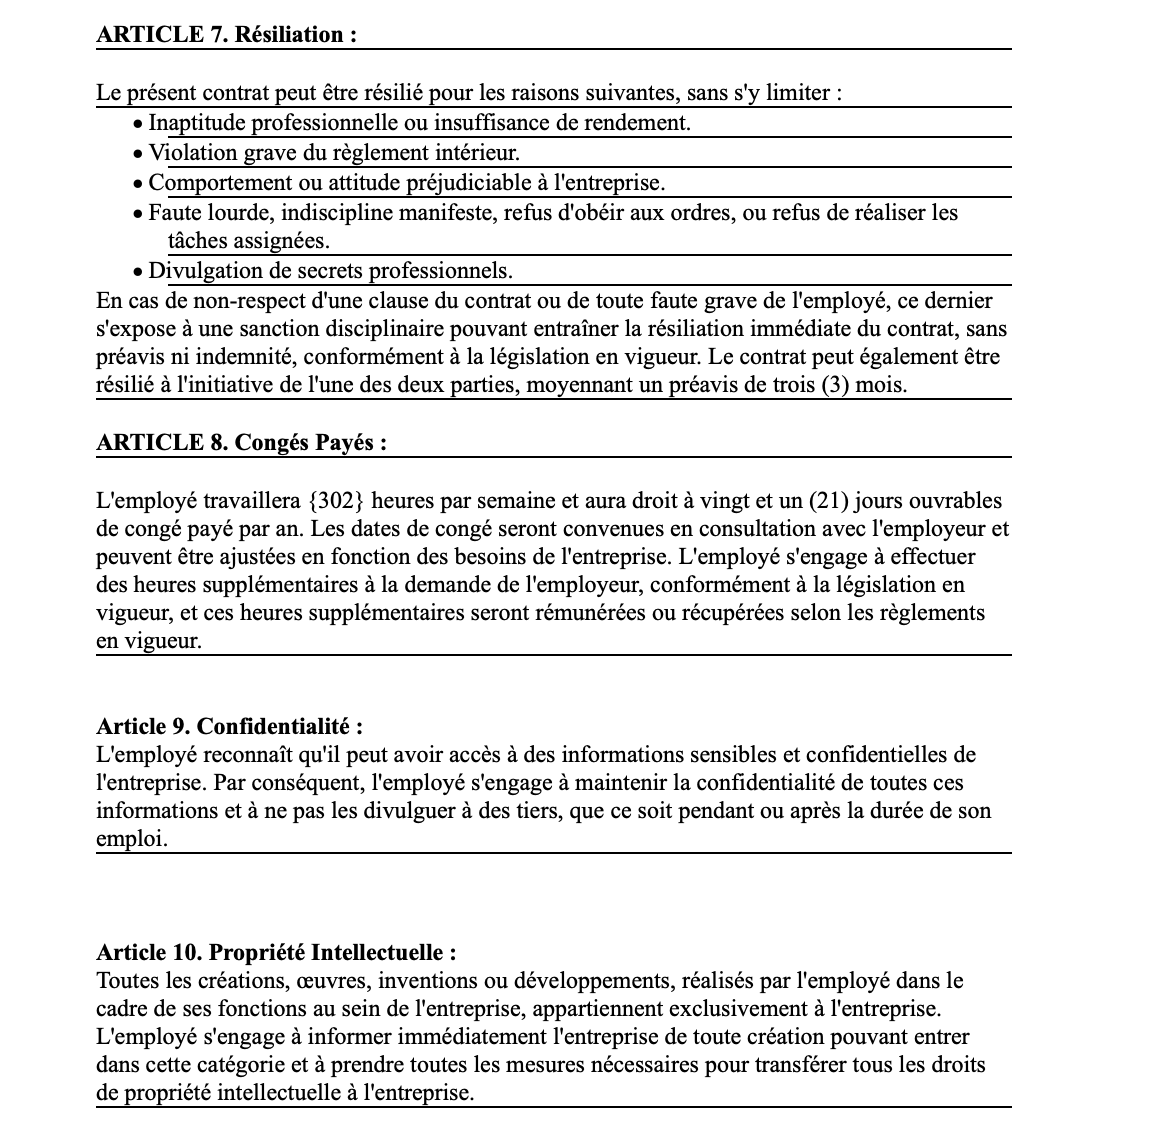 ARTICLE 7. Résiliation :
Le présent contrat peut être résilié pour les raisons suivantes, sans s'y limiter :
• Inaptitude professionnelle ou insuffisance de rendement.
• Violation grave du règlement intérieur.
• Comportement ou attitude préjudiciable à l'entreprise.
• Faute lourde, indiscipline manifeste, refus d'obéir aux ordres, ou refus de réaliser les
tâches assignées.
• Divulgation de secrets professionnels.
En cas de non-respect d'une clause du contrat ou de toute faute grave de l'employé, ce dernier
s'expose à une sanction disciplinaire pouvant entraîner la résiliation immédiate du contrat, sans
préavis ni indemnité, conformément à la législation en vigueur. Le contrat peut également être
résilié à l'initiative de l'une des deux parties, moyennant un préavis de trois (3) mois.
ARTICLE 8. Congés Payés :
L'employé travaillera {302} heures par semaine et aura droit à vingt et un (21) jours ouvrables
de congé payé par an. Les dates de congé seront convenues en consultation avec l'employeur et
peuvent être ajustées en fonction des besoins de l'entreprise. L'employé s'engage à effectuer
des heures supplémentaires à la demande de l'employeur, conformément à la législation en
vigueur, et ces heures supplémentaires seront rémunérées ou récupérées selon les règlements
en vigueur.
Article 9. Confidentialité :
L'employé reconnaît qu'il peut avoir accès à des informations sensibles et confidentielles de
l'entreprise. Par conséquent, l'employé s'engage à maintenir la confidentialité de toutes ces
informations et à ne pas les divulguer à des tiers, que ce soit pendant ou après la durée de son
emploi.
Article 10. Propriété Intellectuelle :
Toutes les créations, œuvres, inventions ou développements, réalisés par l'employé dans le
cadre de ses fonctions au sein de l'entreprise, appartiennent exclusivement à l'entreprise.
L'employé s'engage à informer immédiatement l'entreprise de toute création pouvant entrer
dans cette catégorie et à prendre toutes les mesures nécessaires pour transférer tous les droits
de propriété intellectuelle à l'entreprise.